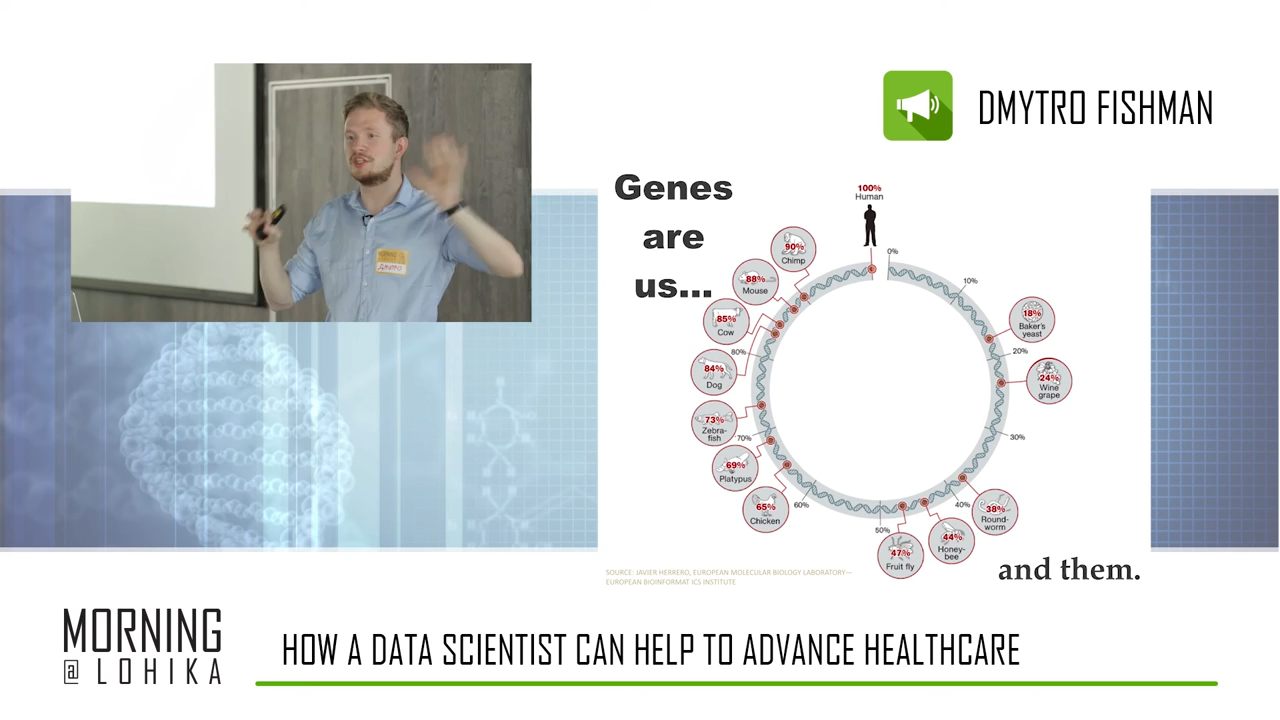 DMYTRO FISHMAN
ДМИТРО
Genes
are
us...
and them.
100%
Human
0%
10%
18%
Baker's
yeast
20%
24%
Wine
grape
30%
38%
Round-
worm
40%
44%
Honey-
bee
47%
Fruit fly
50%
60%
65%
Chicken
69%
Platypus
70%
73%
Zebra-
fish
80%
84%
Dog
85%
Cow
88%
Mouse
90%
Chimp
SOURCE: JAVIER HERRERO, EUROPEAN MOLECULAR BIOLOGY LABORATORY—
EUROPEAN BIOINFORMAT ICS INSTITUTE
MORNING
@ LOHIKA
HOW A DATA SCIENTIST CAN HELP TO ADVANCE HEALTHCARE